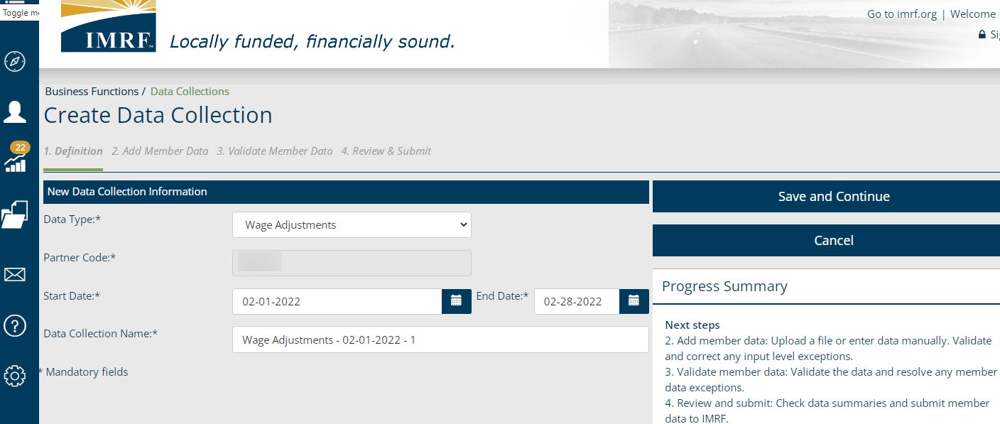 Toggle
IMRF™
Locally funded, financially sound.
Go to imrf.org | Welcome
22
Business Functions / Data Collections
Create Data Collection
1. Definition 2. Add Member Data 3. Validate Member Data 4. Review & Submit
New Data Collection Information
Data Type:*
Wage Adjustments
Partner Code:*
Start Date:*
02-01-2022
End Date:*
02-28-2022
Data Collection Name:*
Wage Adjustments - 02-01-2022 - 1
* Mandatory fields
Save and Continue
Cancel
Progress Summary
Next steps
2. Add member data: Upload a file or enter data manually. Validate
and correct any input level exceptions.
3. Validate member data: Validate the data and resolve any member
data exceptions.
4. Review and submit: Check data summaries and submit member
data to IMRF.